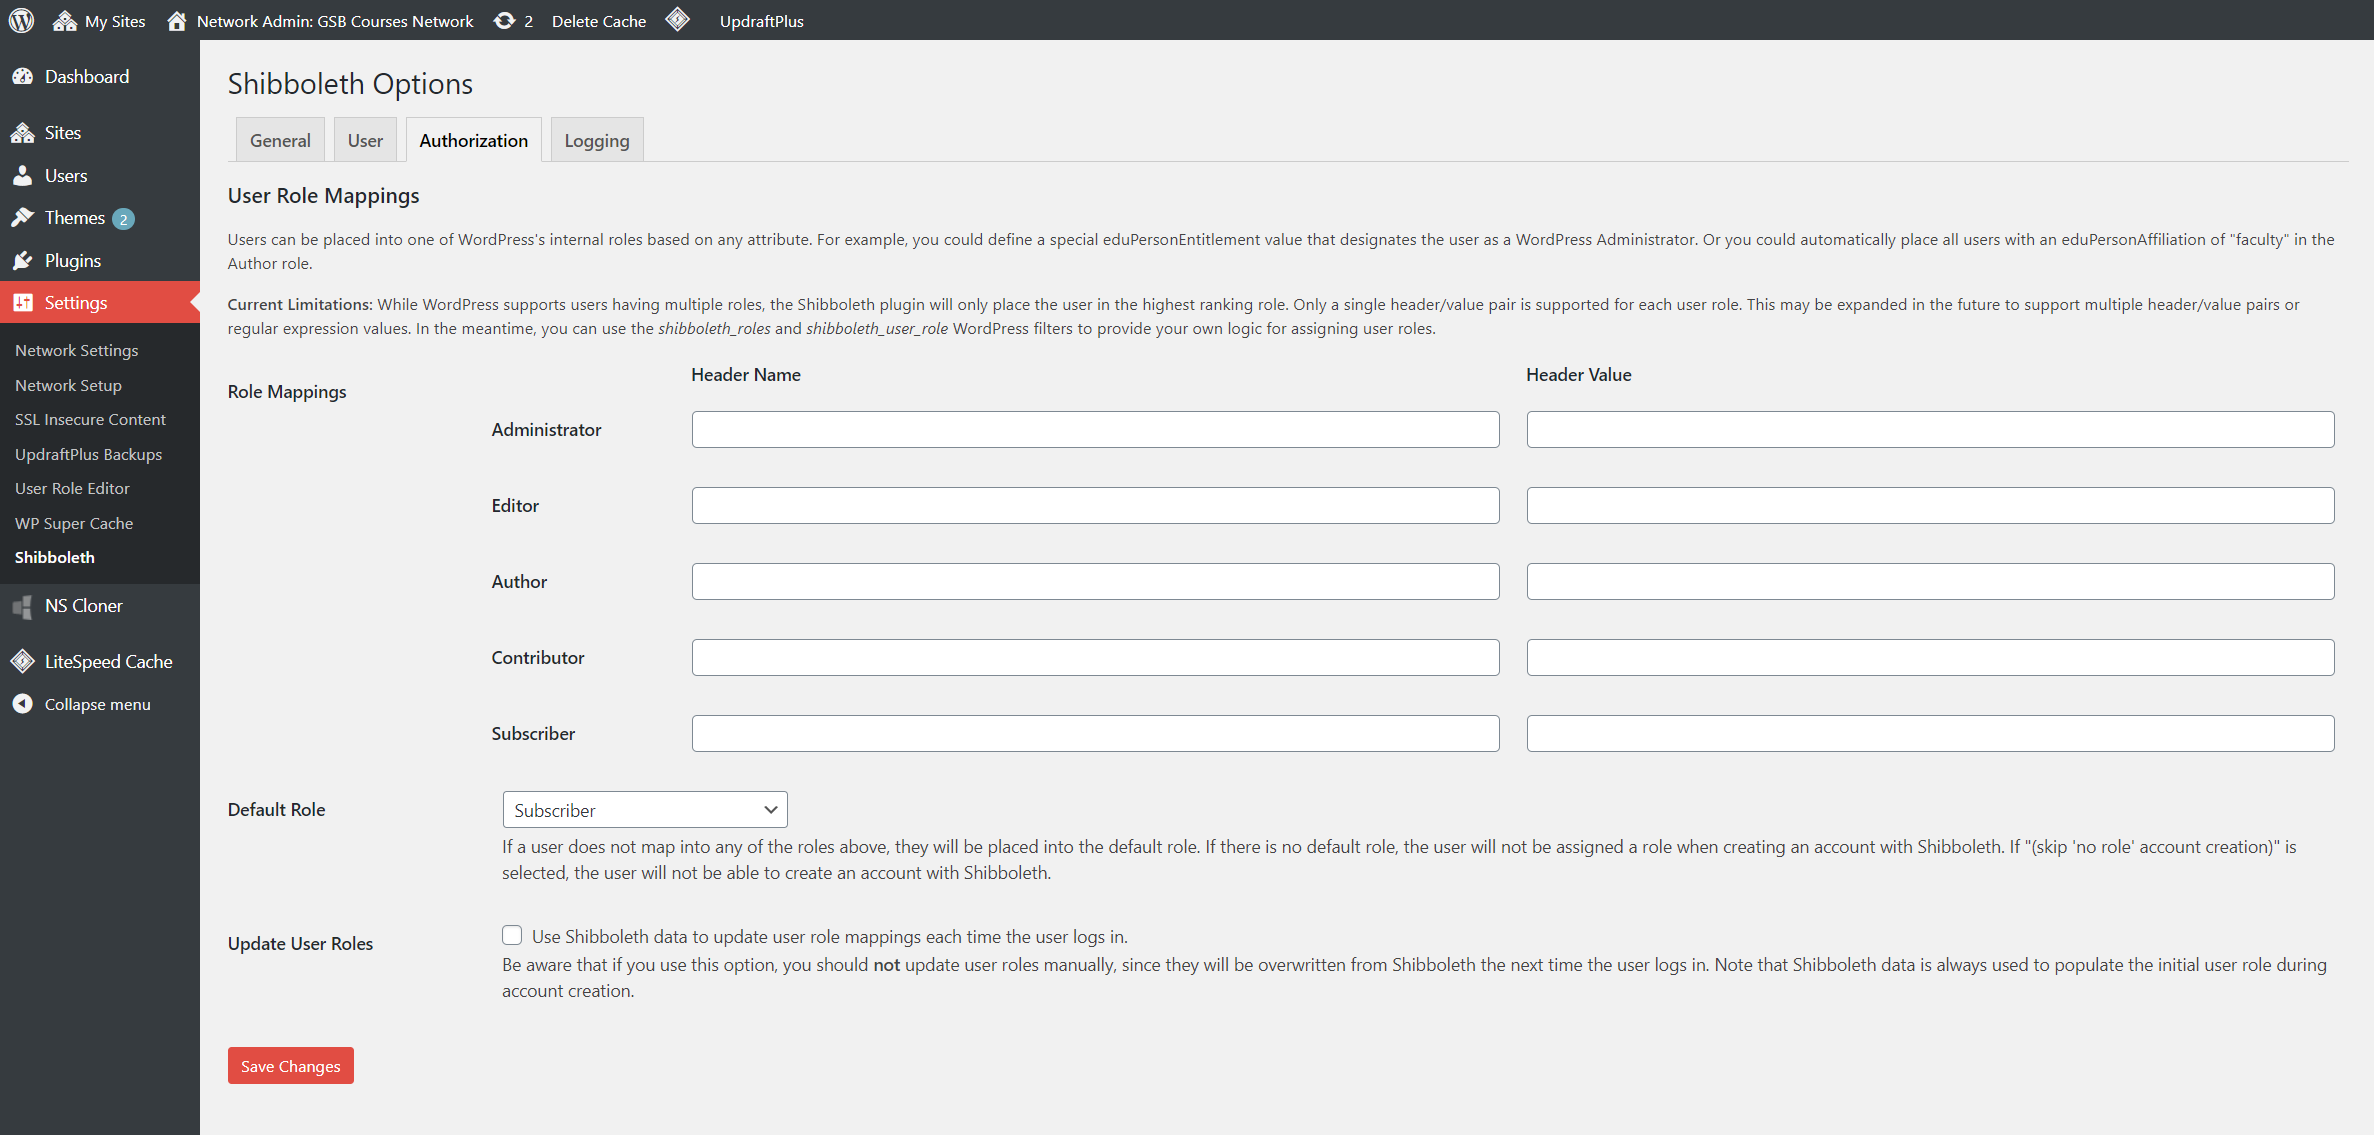 My Sites Network Admin: GSB Courses Network 2 Delete Cache UpdraftPlus
Dashboard
Sites
Users
Themes 2
Plugins
Settings
Network Settings
Network Setup
SSL Insecure Content
UpdraftPlus Backups
User Role Editor
WP Super Cache
Shibboleth
NS Cloner
LiteSpeed Cache
Collapse menu
Shibboleth Options
General User Authorization Logging
User Role Mappings
Users can be placed into one of WordPress's internal roles based on any attribute. For example, you could define a special eduPersonEntitlement value that designates the user as a WordPress Administrator. Or you could automatically place all users with an eduPersonAffiliation of "faculty" in the
Author role.
Current Limitations: While WordPress supports users having multiple roles, the Shibboleth plugin will only place the user in the highest ranking role. Only a single header/value pair is supported for each user role. This may be expanded in the future to support multiple header/value pairs or
regular expression values. In the meantime, you can use the shibboleth_roles and shibboleth_user_role WordPress filters to provide your own logic for assigning user roles.
Role Mappings
Header Name Header Value
Administrator
Editor
Author
Contributor
Subscriber
Default Role Subscriber
If a user does not map into any of the roles above, they will be placed into the default role. If there is no default role, the user will not be assigned a role when creating an account with Shibboleth. If "(skip 'no role' account creation)" is
selected, the user will not be able to create an account with Shibboleth.
Update User Roles Use Shibboleth data to update user role mappings each time the user logs in.
Be aware that if you use this option, you should not update user roles manually, since they will be overwritten from Shibboleth the next time the user logs in. Note that Shibboleth data is always used to populate the initial user role during
account creation.
Save Changes